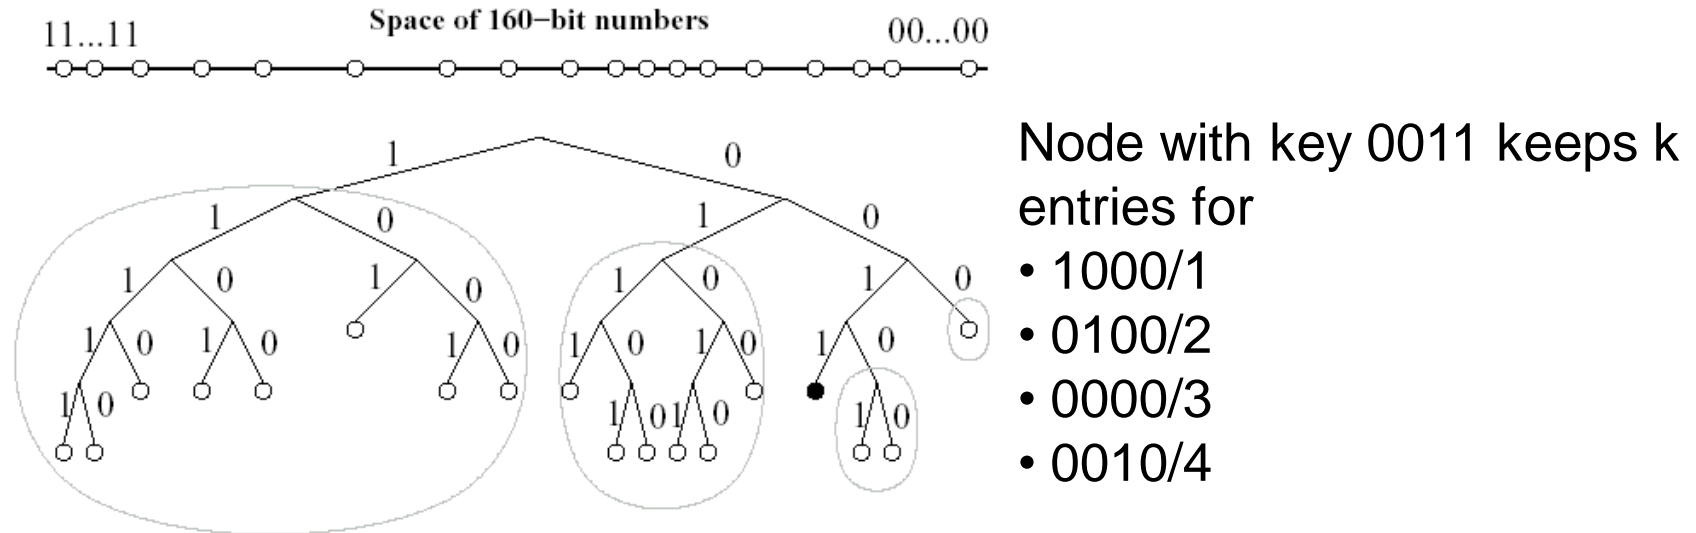 Space of 160−bit numbers
11...11 00...00
1 0
1 0 1 0
1 0 1 0 1 0 1 0
1 0 1 0 1 0 1 0 1 0 1 0
1 0 1 0 1 0 1 0
Node with key 0011 keeps k
entries for
• 1000/1
• 0100/2
• 0000/3
• 0010/4